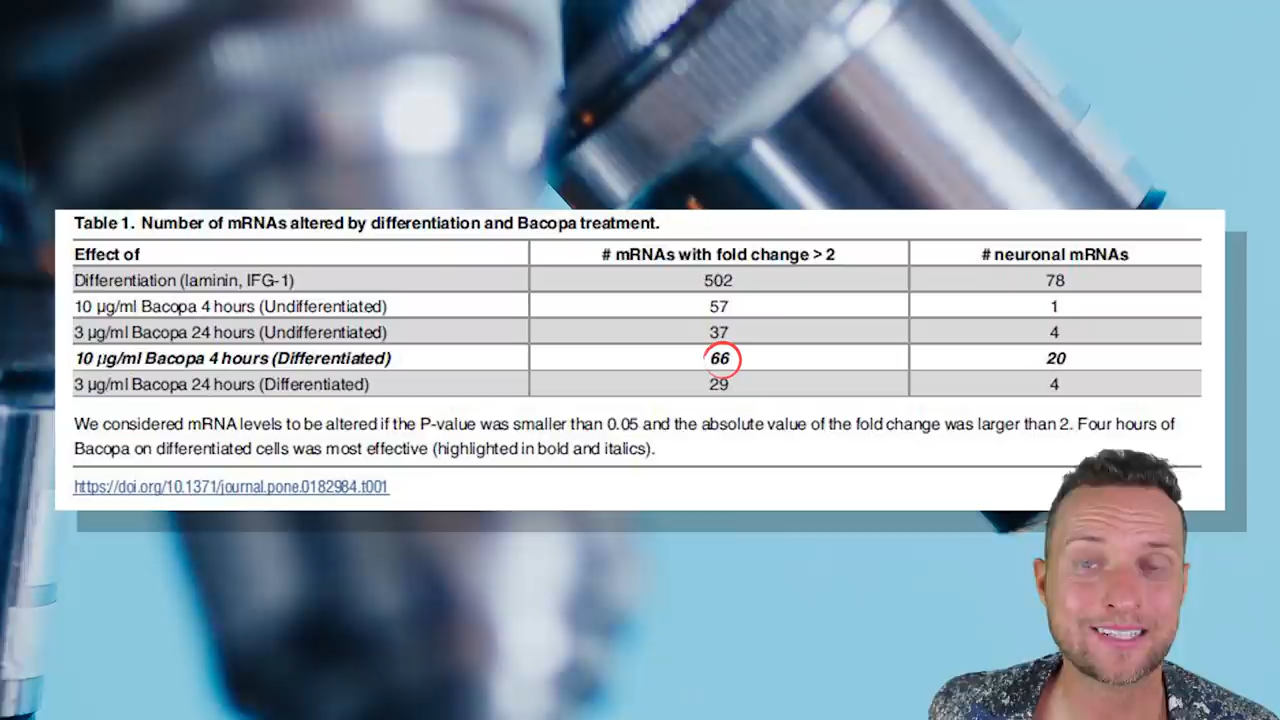 Table 1. Number of mRNAs altered by differentiation and Bacopa treatment.
Effect of # mRNAs with fold change > 2 # neuronal mRNAs
Differentiation (laminin, IFG-1) 502 78
10 μg/ml Bacopa 4 hours (Undifferentiated) 57 1
3 μg/ml Bacopa 24 hours (Undifferentiated) 37 4
10 μg/ml Bacopa 4 hours (Differentiated) 66 20
3 μg/ml Bacopa 24 hours (Differentiated) 29 4
We considered mRNA levels to be altered if the P-value was smaller than 0.05 and the absolute value of the fold change was larger than 2. Four hours of
Bacopa on differentiated cells was most effective (highlighted in bold and italics).
https://doi.org/10.1371/journal.pone.0182984.t001